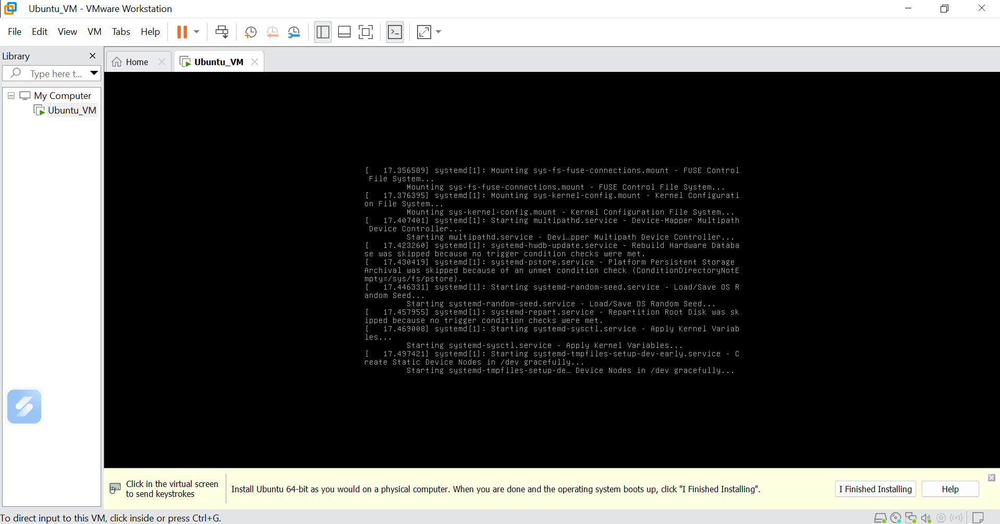 Ubuntu_VM - VMware Workstation
File Edit View VM Tabs Help
Library
Type here t...
My Computer
Ubuntu_VM
Home
Ubuntu_VM
[   17.356589] systemd[1]: Mounting sys-fs-fuse-connections.mount - FUSE Control
 File System...
         Mounting sys-fs-fuse-connections.mount - FUSE Control File System...
[   17.376395] systemd[1]: Mounting sys-kernel-config.mount - Kernel Configurati
on File System...
         Mounting sys-kernel-config.mount - Kernel Configuration File System...
[   17.407401] systemd[1]: Starting multipathd.service - Device-Mapper Multipath
 Device Controller...
         Starting multipathd.service - Devi…pper Multipath Device Controller...
[   17.423260] systemd[1]: systemd-hwdb-update.service - Rebuild Hardware Databa
se was skipped because no trigger condition checks were met.
[   17.430419] systemd[1]: systemd-pstore.service - Platform Persistent Storage
Archival was skipped because of an unmet condition check (ConditionDirectoryNotE
mpty=/sys/fs/pstore).
[   17.446331] systemd[1]: Starting systemd-random-seed.service - Load/Save OS R
andom Seed...
         Starting systemd-random-seed.service - Load/Save OS Random Seed...
[   17.457955] systemd[1]: systemd-repart.service - Repartition Root Disk was sk
ipped because no trigger condition checks were met.
[   17.469008] systemd[1]: Starting systemd-sysctl.service - Apply Kernel Variab
les...
         Starting systemd-sysctl.service - Apply Kernel Variables...
[   17.497421] systemd[1]: Starting systemd-tmpfiles-setup-dev-early.service - C
reate Static Device Nodes in /dev gracefully...
         Starting systemd-tmpfiles-setup-de… Device Nodes in /dev gracefully...
Click in the virtual screen
to send keystrokes
Install Ubuntu 64-bit as you would on a physical computer. When you are done and the operating system boots up, click "I Finished Installing".
I Finished Installing
Help
To direct input to this VM, click inside or press Ctrl+G.